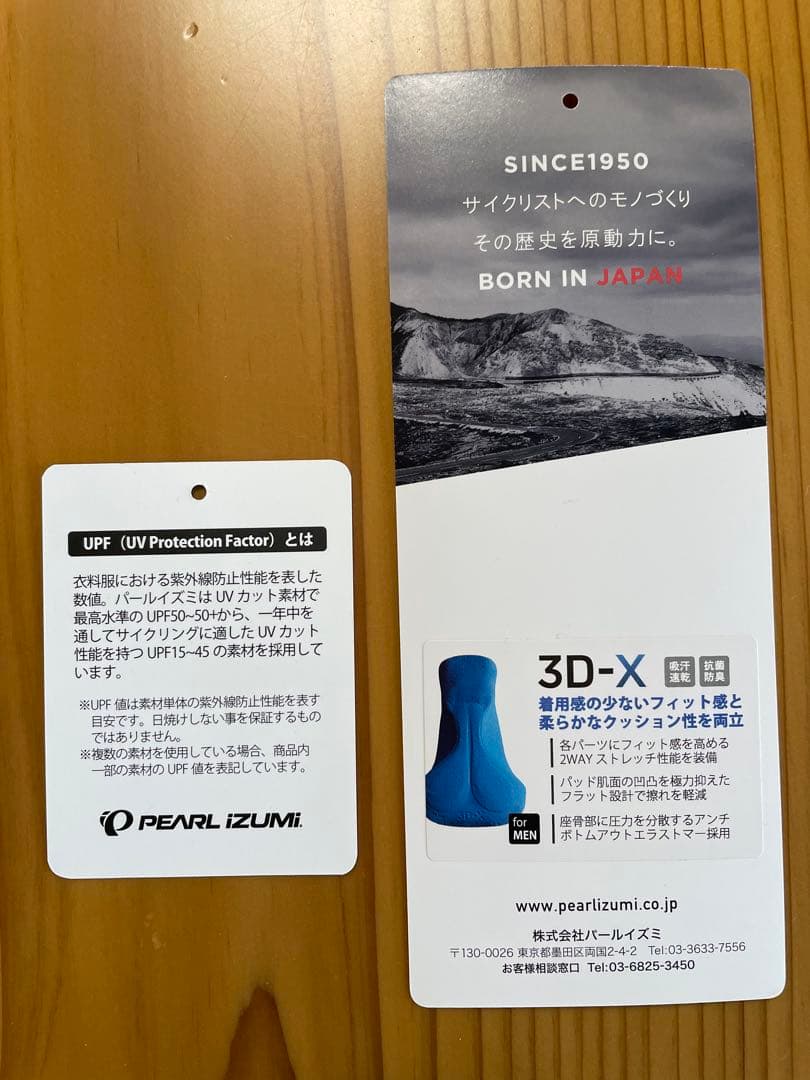 UPF（UV Protection Factor）とは
衣料服における紫外線防止性能を表した
数値。パールイズミは UV カット素材で
最高水準の UPF50~50+から、一年中を
通してサイクリングに適した UV カット
性能を持つ UPF15~45 の素材を採用して
います。
※UPF 値は素材単体の紫外線防止性能を表す
目安です。日焼けしない事を保証するもの
ではありません。
※複数の素材を使用している場合、商品内
一部の素材の UPF 値を表記しています。
PEARL iZUMi.
SINCE1950
サイクリストへのモノづくり
その歴史を原動力に。
BORN IN JAPAN
3D-X
吸汗
速乾
抗菌
防臭
着用感の少ないフィット感と
柔らかなクッション性を両立
各パーツにフィット感を高める
2WAY ストレッチ性能を装備
パッド肌面の凹凸を極力抑えた
フラット設計で擦れを軽減
座骨部に圧力を分散するアンチ
ボトムアウトエラストマー採用
3D-X
for
MEN
www.pearlizumi.co.jp
株式会社パールイズミ
〒130-0026 東京都墨田区両国2-4-2 Tel:03-3633-7556
お客様相談窓口 Tel:03-6825-3450